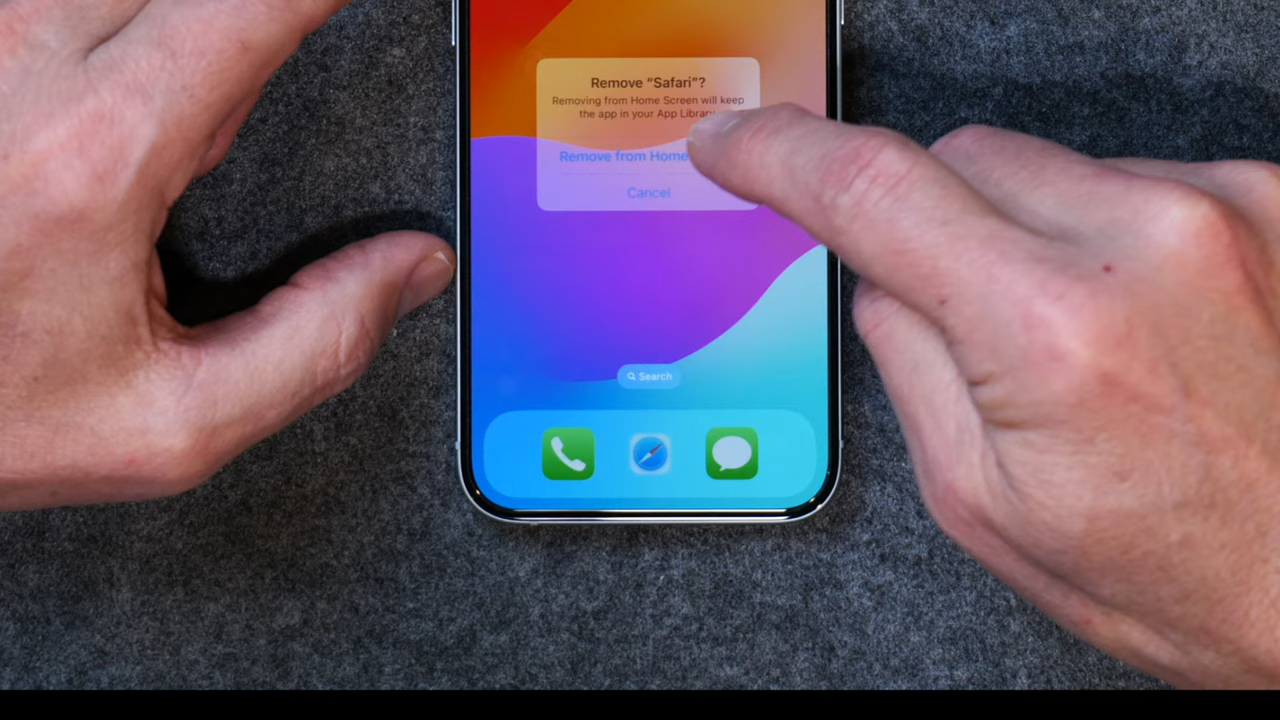 Remove “Safari”?
Removing from Home Screen will keep
the app in your App Library.
Remove from Home
Cancel
Search